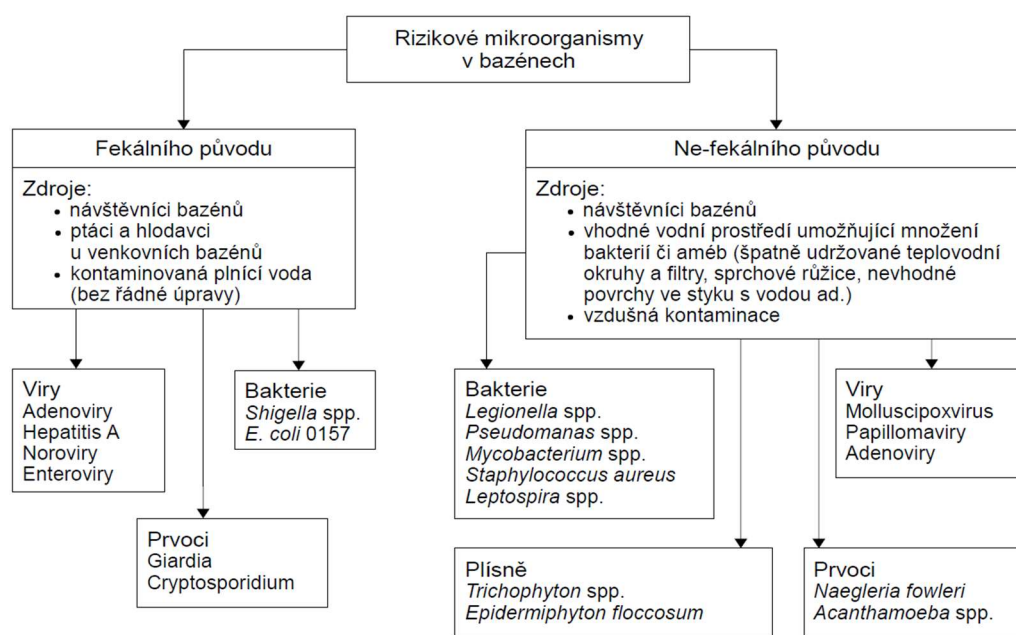 Rizikové mikroorganismy
v bazénech
Fekálního původu
Zdroje:
• návštěvníci bazénů
• ptáci a hlodavci
u venkovních bazénů
• kontaminovaná plnící voda
(bez řádné úpravy)
Ne-fekálního původu
Zdroje:
• návštěvníci bazénů
• vhodné vodní prostředí umožňující množení
bakterií či améb (špatně udržované teplovodní
okruhy a filtry, sprchové růžice, nevhodné
povrchy ve styku s vodou ad.)
• vzdušná kontaminace
Viry
Adenoviry
Hepatitis A
Noroviry
Enteroviry
Bakterie
Shigella spp.
E. coli 0157
Prvoci
Giardia
Cryptosporidium
Bakterie
Legionella spp.
Pseudomanas spp.
Mycobacterium spp.
Staphylococcus aureus
Leptospira spp.
Viry
Molluscipoxvirus
Papillomaviry
Adenoviry
Plísně
Trichophyton spp.
Epidermiphyton floccosum
Prvoci
Naegleria fowleri
Acanthamoeba spp.